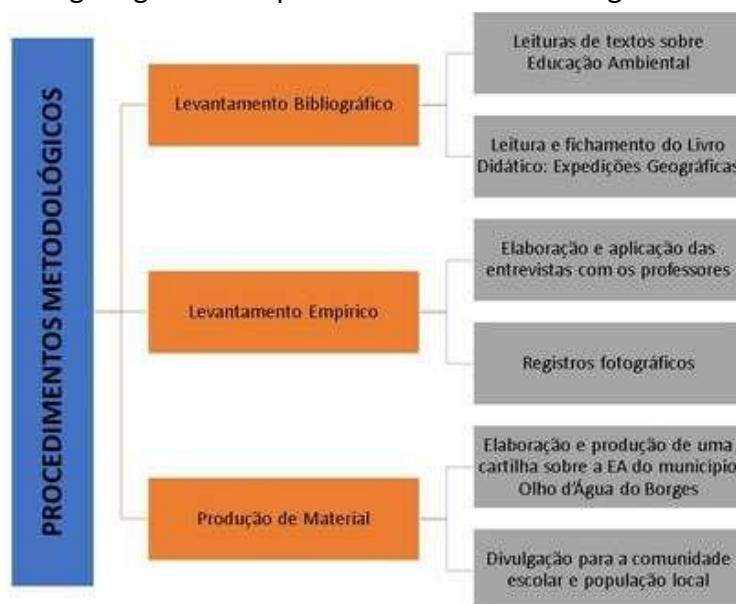 PROCEDIMENTOS METODOLÓGICOS
Levantamento Bibliográfico
Leituras de textos sobre
Educação Ambiental
Leitura e fichamento do Livro
Didático: Expedições Geográficas
Levantamento Empírico
Elaboração e aplicação das
entrevistas com os professores
Registros fotográficos
Produção de Material
Elaboração e produção de uma
cartilha sobre a EA do município
Olho d'Água do Borges
Divulgação para a comunidade
escolar e população local